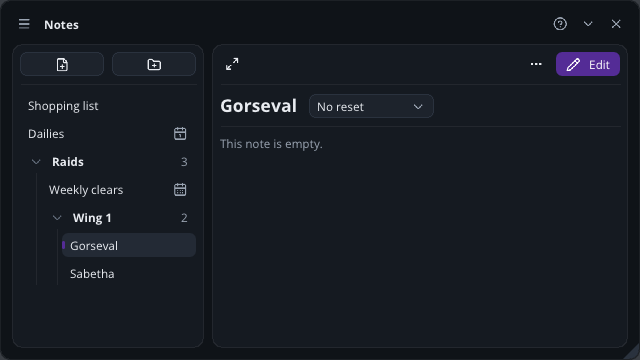 Notes
Edit
Shopping list
Dailies
1
Raids 3
Weekly clears
Wing 1 2
Gorseval
Sabetha
Gorseval No reset
This note is empty.